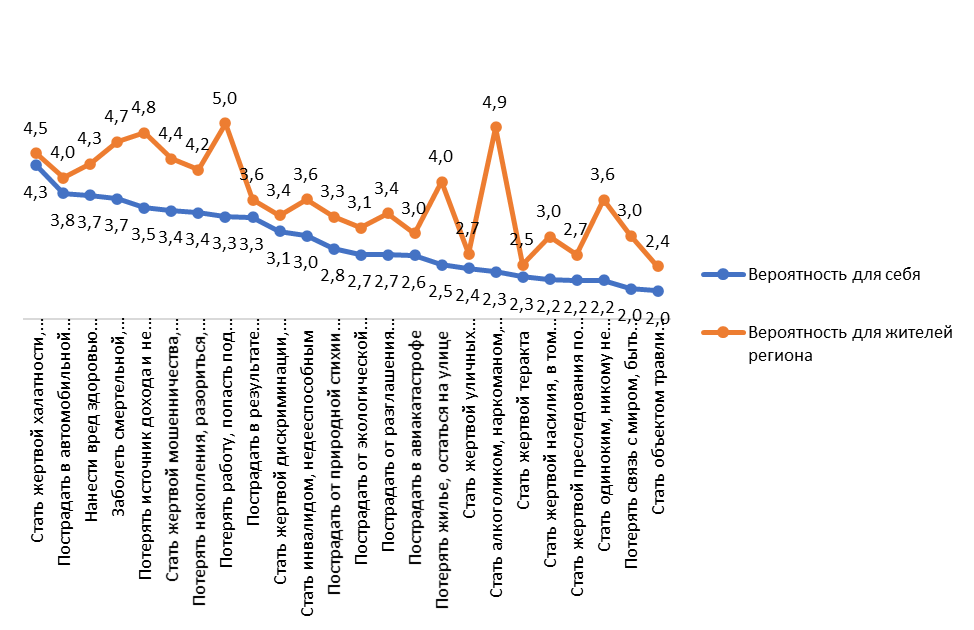 4,5
4,0
4,3
4,7
4,8
4,4
4,2
5,0
3,6
3,4
3,6
3,3
3,1
3,4
3,0
4,0
2,7
4,9
2,5
3,0
2,7
3,6
3,0
2,4
4,3
3,8
3,7
3,7
3,5
3,4
3,4
3,3
3,3
3,1
3,0
2,8
2,7
2,7
2,6
2,5
2,4
2,3
2,3
2,2
2,2
2,2
2,0
2,0
Стать жертвой халатности,...
Пострадать в автомобильной...
Нанести вред здоровью...
Заболеть смертельной,...
Потерять источник дохода и не...
Стать жертвой мошенничества,...
Потерять накопления, разориться,...
Потерять работу, попасть под...
Пострадать в результате...
Стать жертвой дискриминации,...
Стать инвалидом, недееспособным
Пострадать от природной стихии...
Пострадать от экологической...
Пострадать от разглашения...
Пострадать в авиакатастрофе
Потерять жилье, остаться на улице
Стать жертвой уличных...
Стать алкоголиком, наркоманом,...
Стать жертвой теракта
Стать жертвой насилия, в том...
Стать жертвой преследования по...
Стать одиноким, никому не...
Потерять связь с миром, быть...
Стать объектом травли...
Вероятность для себя
Вероятность для жителей
региона